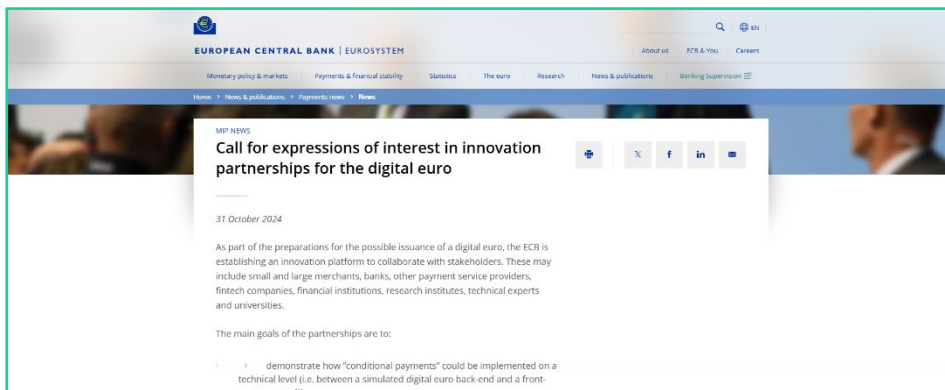 EN
EUROPEAN CENTRAL BANK | EUROSYSTEM
About us ECB & You Careers
Monetary policy & markets Payments & financial stability Statistics The euro Research News & publications Banking Supervision
Home > News & publications > Payments news > News
MIP NEWS
Call for expressions of interest in innovation
partnerships for the digital euro
31 October 2024
As part of the preparations for the possible issuance of a digital euro, the ECB is
establishing an innovation platform to collaborate with stakeholders. These may
include small and large merchants, banks, other payment service providers,
fintech companies, financial institutions, research institutes, technical experts
and universities.
The main goals of the partnerships are to:
> demonstrate how "conditional payments" could be implemented on a
technical level (i.e. between a simulated digital euro back-end and a front-